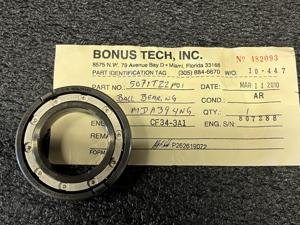 BONUS TECH, INC.
8575 N.W. 79 Avenue Bay D • Miami, Florida 33166
Nº 182093
PART IDENTIFICATION TAG (305) 884-6670 W/O: 10-447
PART NO.: 5071T22P01 DATE: MAR 11 2010
BALL BEARING COND: AR
MDA394NG QTY.: 1
ENG CF34-3A1 ENG. S/N: 807288
REMA
P262619072
FORM